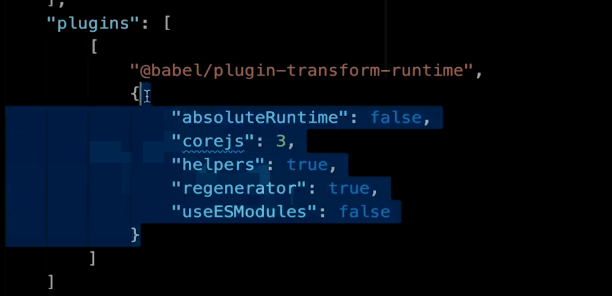 ],
"plugins": [
[
"@babel/plugin-transform-runtime",
{
"absoluteRuntime": false,
"corejs": 3,
"helpers": true,
"regenerator": true,
"useESModules": false
}
]
]